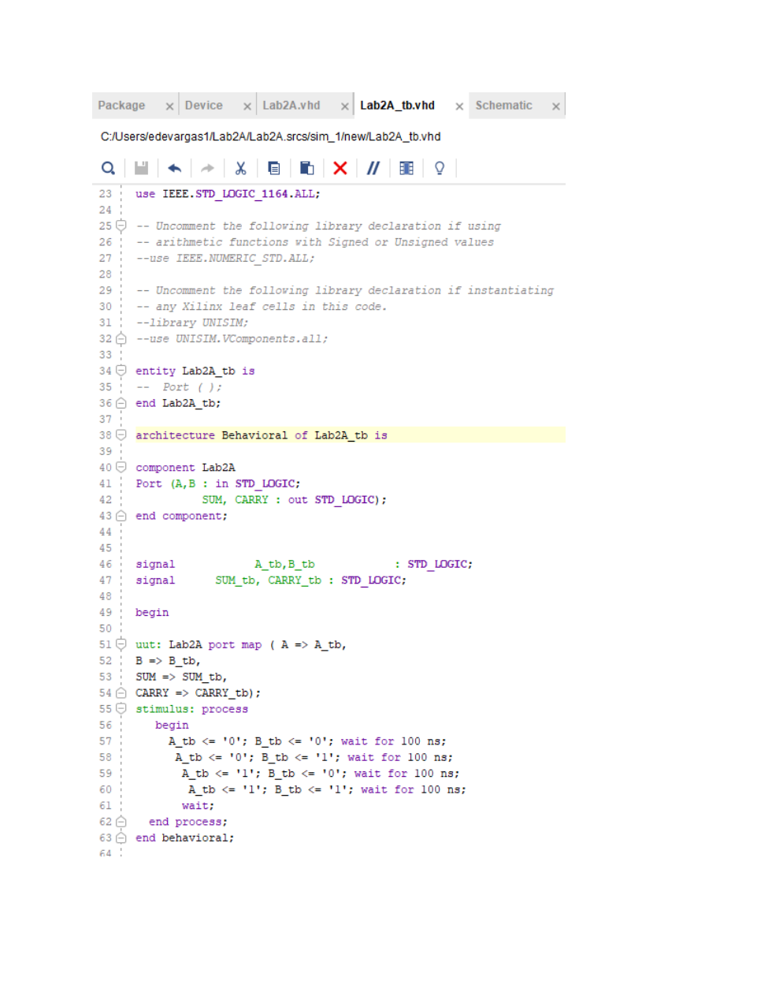 Package × Device × Lab2A.vhd × Lab2A_tb.vhd × Schematic ×
C:/Users/edevargas1/Lab2A/Lab2A.srcs/sim_1/new/Lab2A_tb.vhd
23 use IEEE.STD_LOGIC_1164.ALL;
24
25 -- Uncomment the following library declaration if using
26 -- arithmetic functions with Signed or Unsigned values
27 --use IEEE.NUMERIC_STD.ALL;
28
29 -- Uncomment the following library declaration if instantiating
30 -- any Xilinx leaf cells in this code.
31 --library UNISIM;
32 --use UNISIM.VComponents.all;
33
34 entity Lab2A_tb is
35 -- Port ( );
36 end Lab2A_tb;
37
38 architecture Behavioral of Lab2A_tb is
39
40 component Lab2A
41 Port (A,B : in STD_LOGIC;
42 SUM, CARRY : out STD_LOGIC);
43 end component;
44
45
46 signal A_tb,B_tb : STD_LOGIC;
47 signal SUM_tb, CARRY_tb : STD_LOGIC;
48
49 begin
50
51 uut: Lab2A port map ( A => A_tb,
52 B => B_tb,
53 SUM => SUM_tb,
54 CARRY => CARRY_tb);
55 stimulus: process
56 begin
57 A_tb <= '0'; B_tb <= '0'; wait for 100 ns;
58 A_tb <= '0'; B_tb <= '1'; wait for 100 ns;
59 A_tb <= '1'; B_tb <= '0'; wait for 100 ns;
60 A_tb <= '1'; B_tb <= '1'; wait for 100 ns;
61 wait;
62 end process;
63 end behavioral;
64